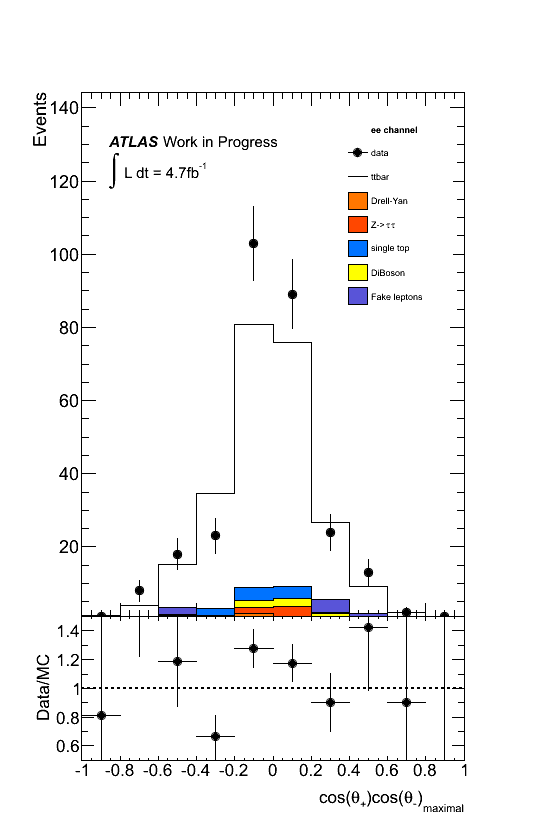 Events
140
120
100
80
60
40
20
ATLAS Work in Progress
∫ L dt = 4.7fb⁻¹
ee channel
data
ttbar
Drell-Yan
Z->ττ
single top
DiBoson
Fake leptons
Data/MC
1.4
1.2
1
0.8
0.6
-1 -0.8 -0.6 -0.4 -0.2 0 0.2 0.4 0.6 0.8 1
cos(θ₊)cos(θ₋)maximal